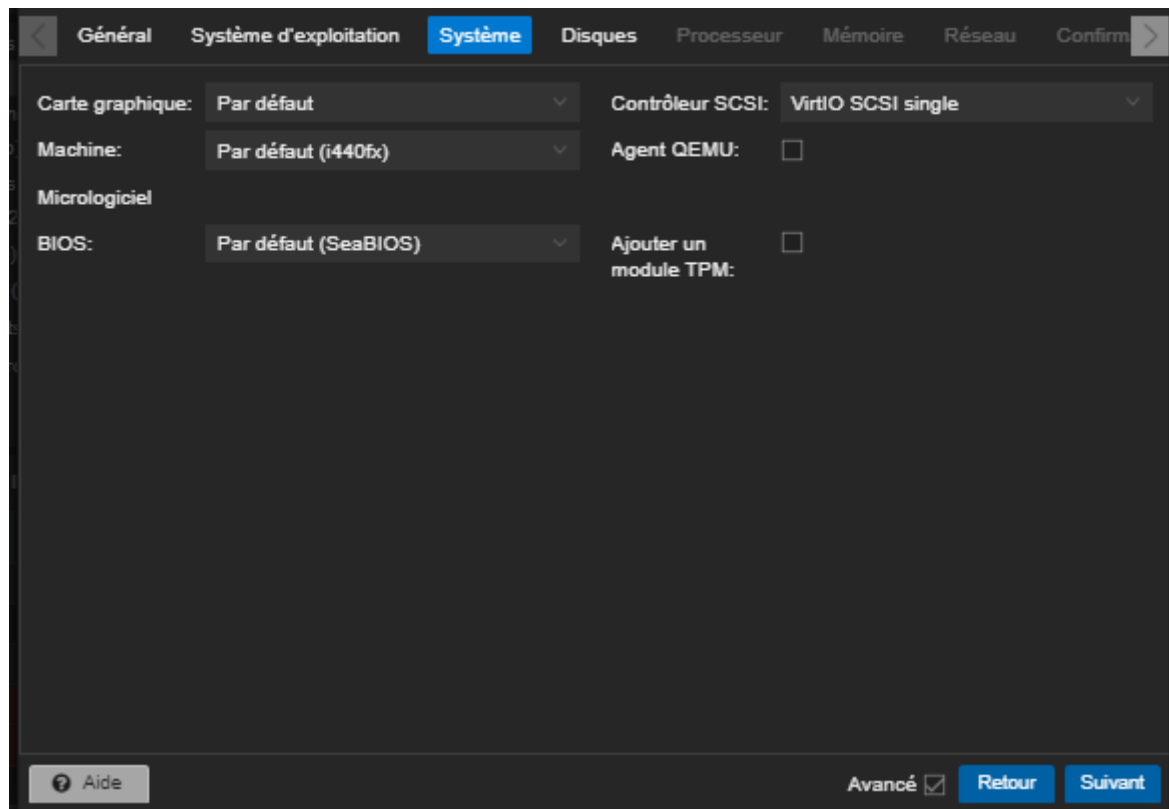 Général Système d'exploitation Système Disques Processeur Mémoire Réseau Confirm
Carte graphique: Par défaut Contrôleur SCSI: VirtIO SCSI single
Machine: Par défaut (i440fx) Agent QEMU:
Micrologiciel
BIOS: Par défaut (SeaBIOS) Ajouter un
module TPM:
Aide Avancé Retour Suivant